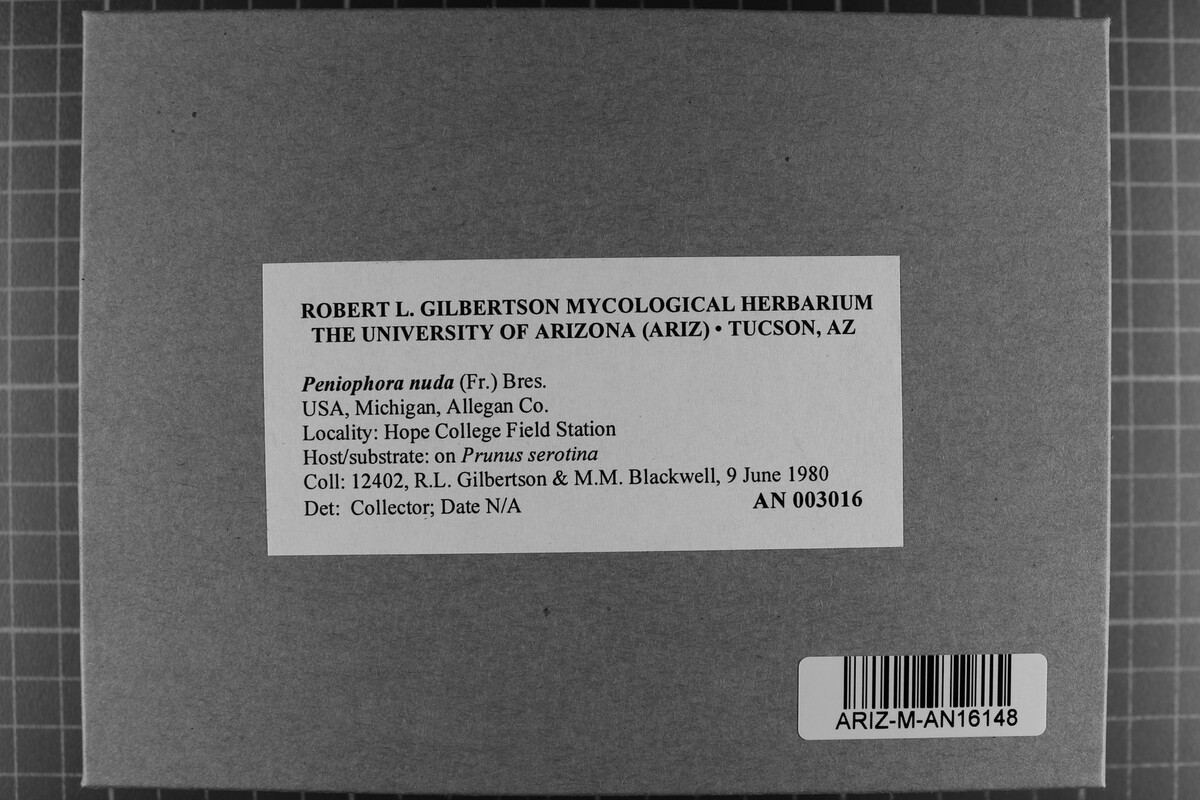 ROBERT L. GILBERTSON MYCOLOGICAL HERBARIUM
THE UNIVERSITY OF ARIZONA (ARIZ) • TUCSON, AZ
Peniophora nuda (Fr.) Bres.
USA, Michigan, Allegan Co.
Locality: Hope College Field Station
Host/substrate: on Prunus serotina
Coll: 12402, R.L. Gilbertson & M.M. Blackwell, 9 June 1980
Det: Collector; Date N/A AN 003016
ARIZ-M-AN16148